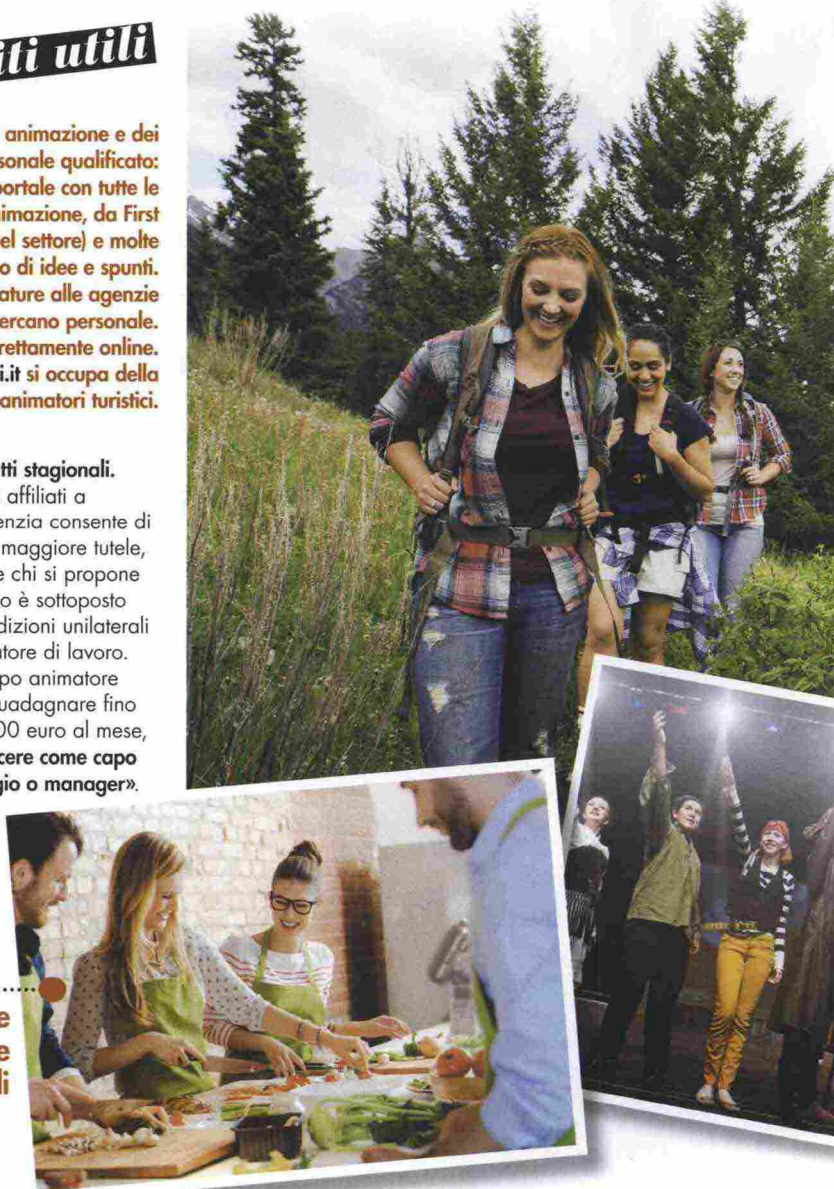 iti utili
animazione e dei
sonale qualificato:
portale con tutte le
nimazione, da First
el settore) e molte
o di idee e spunti.
ature alle agenzie
ercano personale.
rettamente online.
i.it si occupa della
animatori turistici.
tti stagionali.
affiliati a
enzia consente di
maggiore tutele,
e chi si propone
o è sottoposto
dizioni unilaterali
atore di lavoro.
po animatore
uadagnare fino
00 euro al mese,
cere come capo
gio o manager».
e
e
li